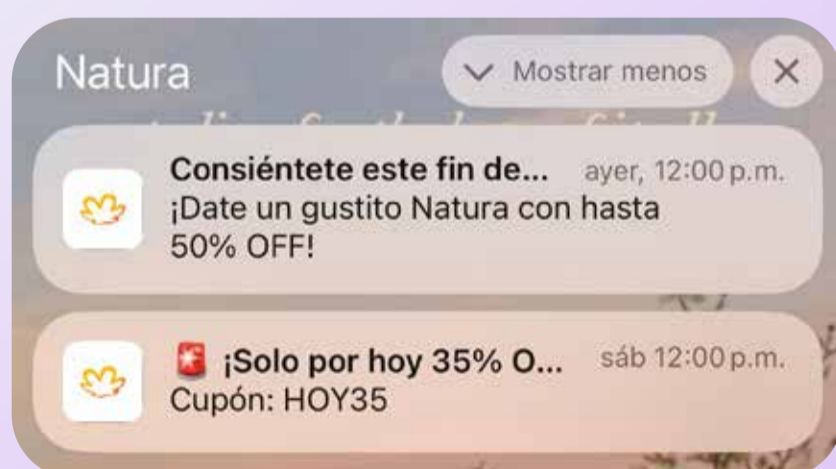 Natura
Mostrar menos
Consiéntete este fin de... ayer, 12:00 p.m.
¡Date un gustito Natura con hasta
50% OFF!
🚨 ¡Solo por hoy 35% O... sáb 12:00 p.m.
Cupón: HOY35